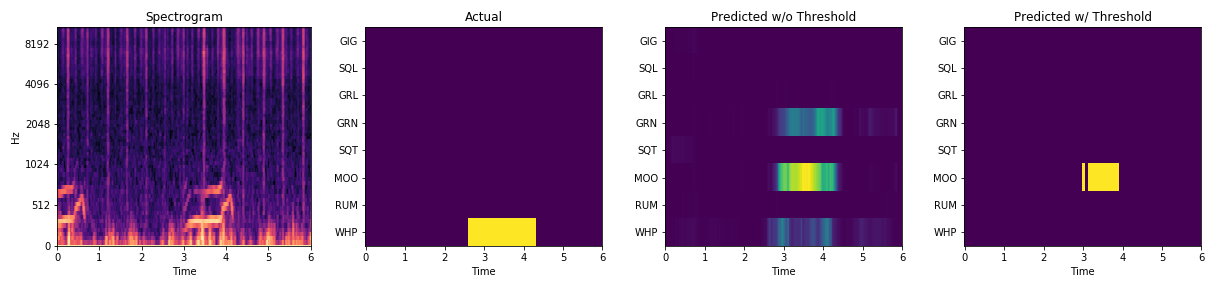 Spectrogram
Hz
8192
4096
2048
1024
512
0
0 1 2 3 4 5 6
Time
Actual
GIG
SQL
GRL
GRN
SQT
MOO
RUM
WHP
0 1 2 3 4 5 6
Time
Predicted w/o Threshold
GIG
SQL
GRL
GRN
SQT
MOO
RUM
WHP
0 1 2 3 4 5 6
Time
Predicted w/ Threshold
GIG
SQL
GRL
GRN
SQT
MOO
RUM
WHP
0 1 2 3 4 5 6
Time